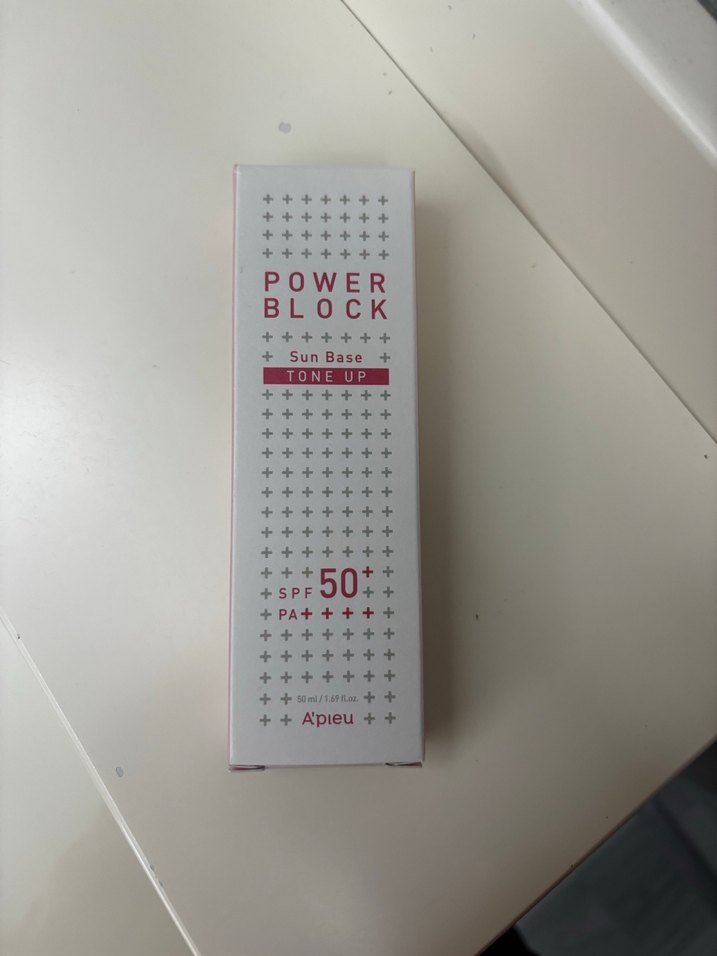 POWER
BLOCK
Sun Base
TONE UP
SPF 50+
PA++++
50 ml / 1.69 fl.oz.
A'pieu